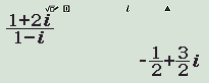 √ D i ▲
1+2i
1-i
-1/2+3/2i